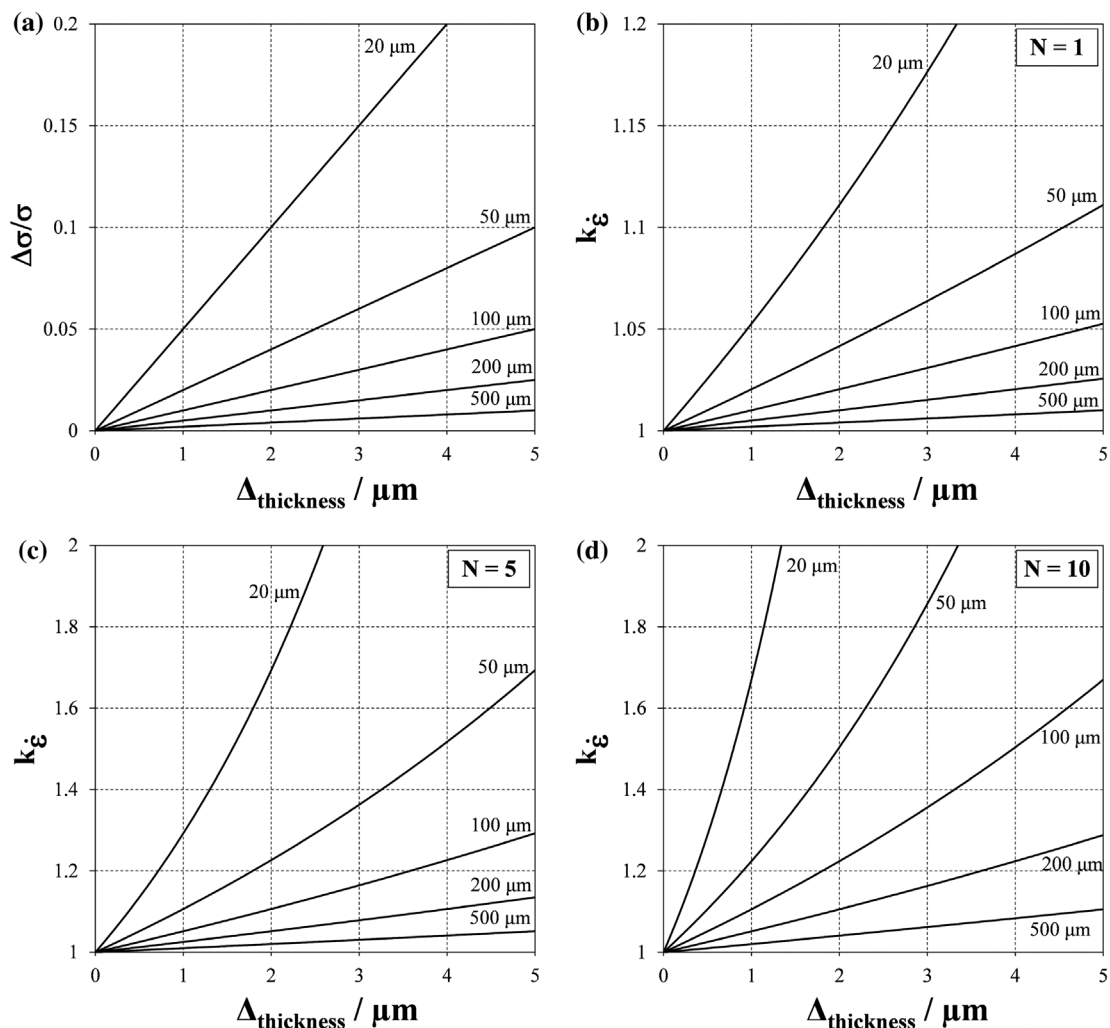 (a)
0.2
0.15
0.1
0.05
0
Δσ/σ
20 µm
50 µm
100 µm
200 µm
500 µm
0 1 2 3 4 5
Δthickness / µm
(b)
N = 1
1.2
1.15
1.1
1.05
1
kε̇
20 µm
50 µm
100 µm
200 µm
500 µm
0 1 2 3 4 5
Δthickness / µm
(c)
N = 5
2
1.8
1.6
1.4
1.2
1
kε̇
20 µm
50 µm
100 µm
200 µm
500 µm
0 1 2 3 4 5
Δthickness / µm
(d)
N = 10
2
1.8
1.6
1.4
1.2
1
kε̇
20 µm
50 µm
100 µm
200 µm
500 µm
0 1 2 3 4 5
Δthickness / µm